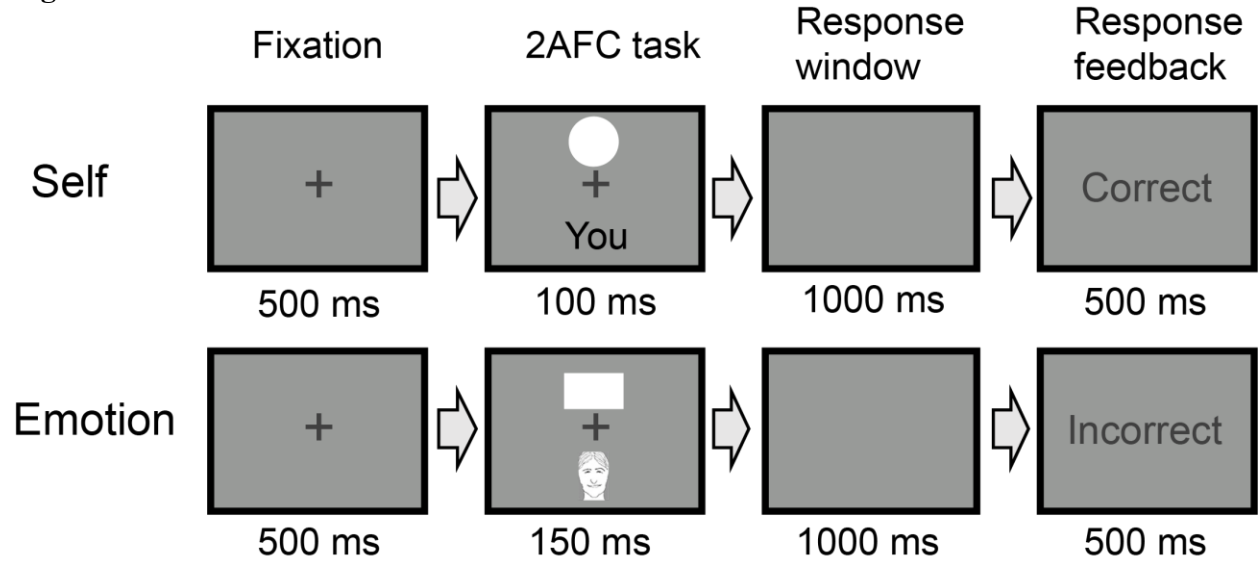 Fixation
2AFC task
Response
window
Response
feedback
Self
You
Correct
500 ms
100 ms
1000 ms
500 ms
Emotion
Incorrect
500 ms
150 ms
1000 ms
500 ms